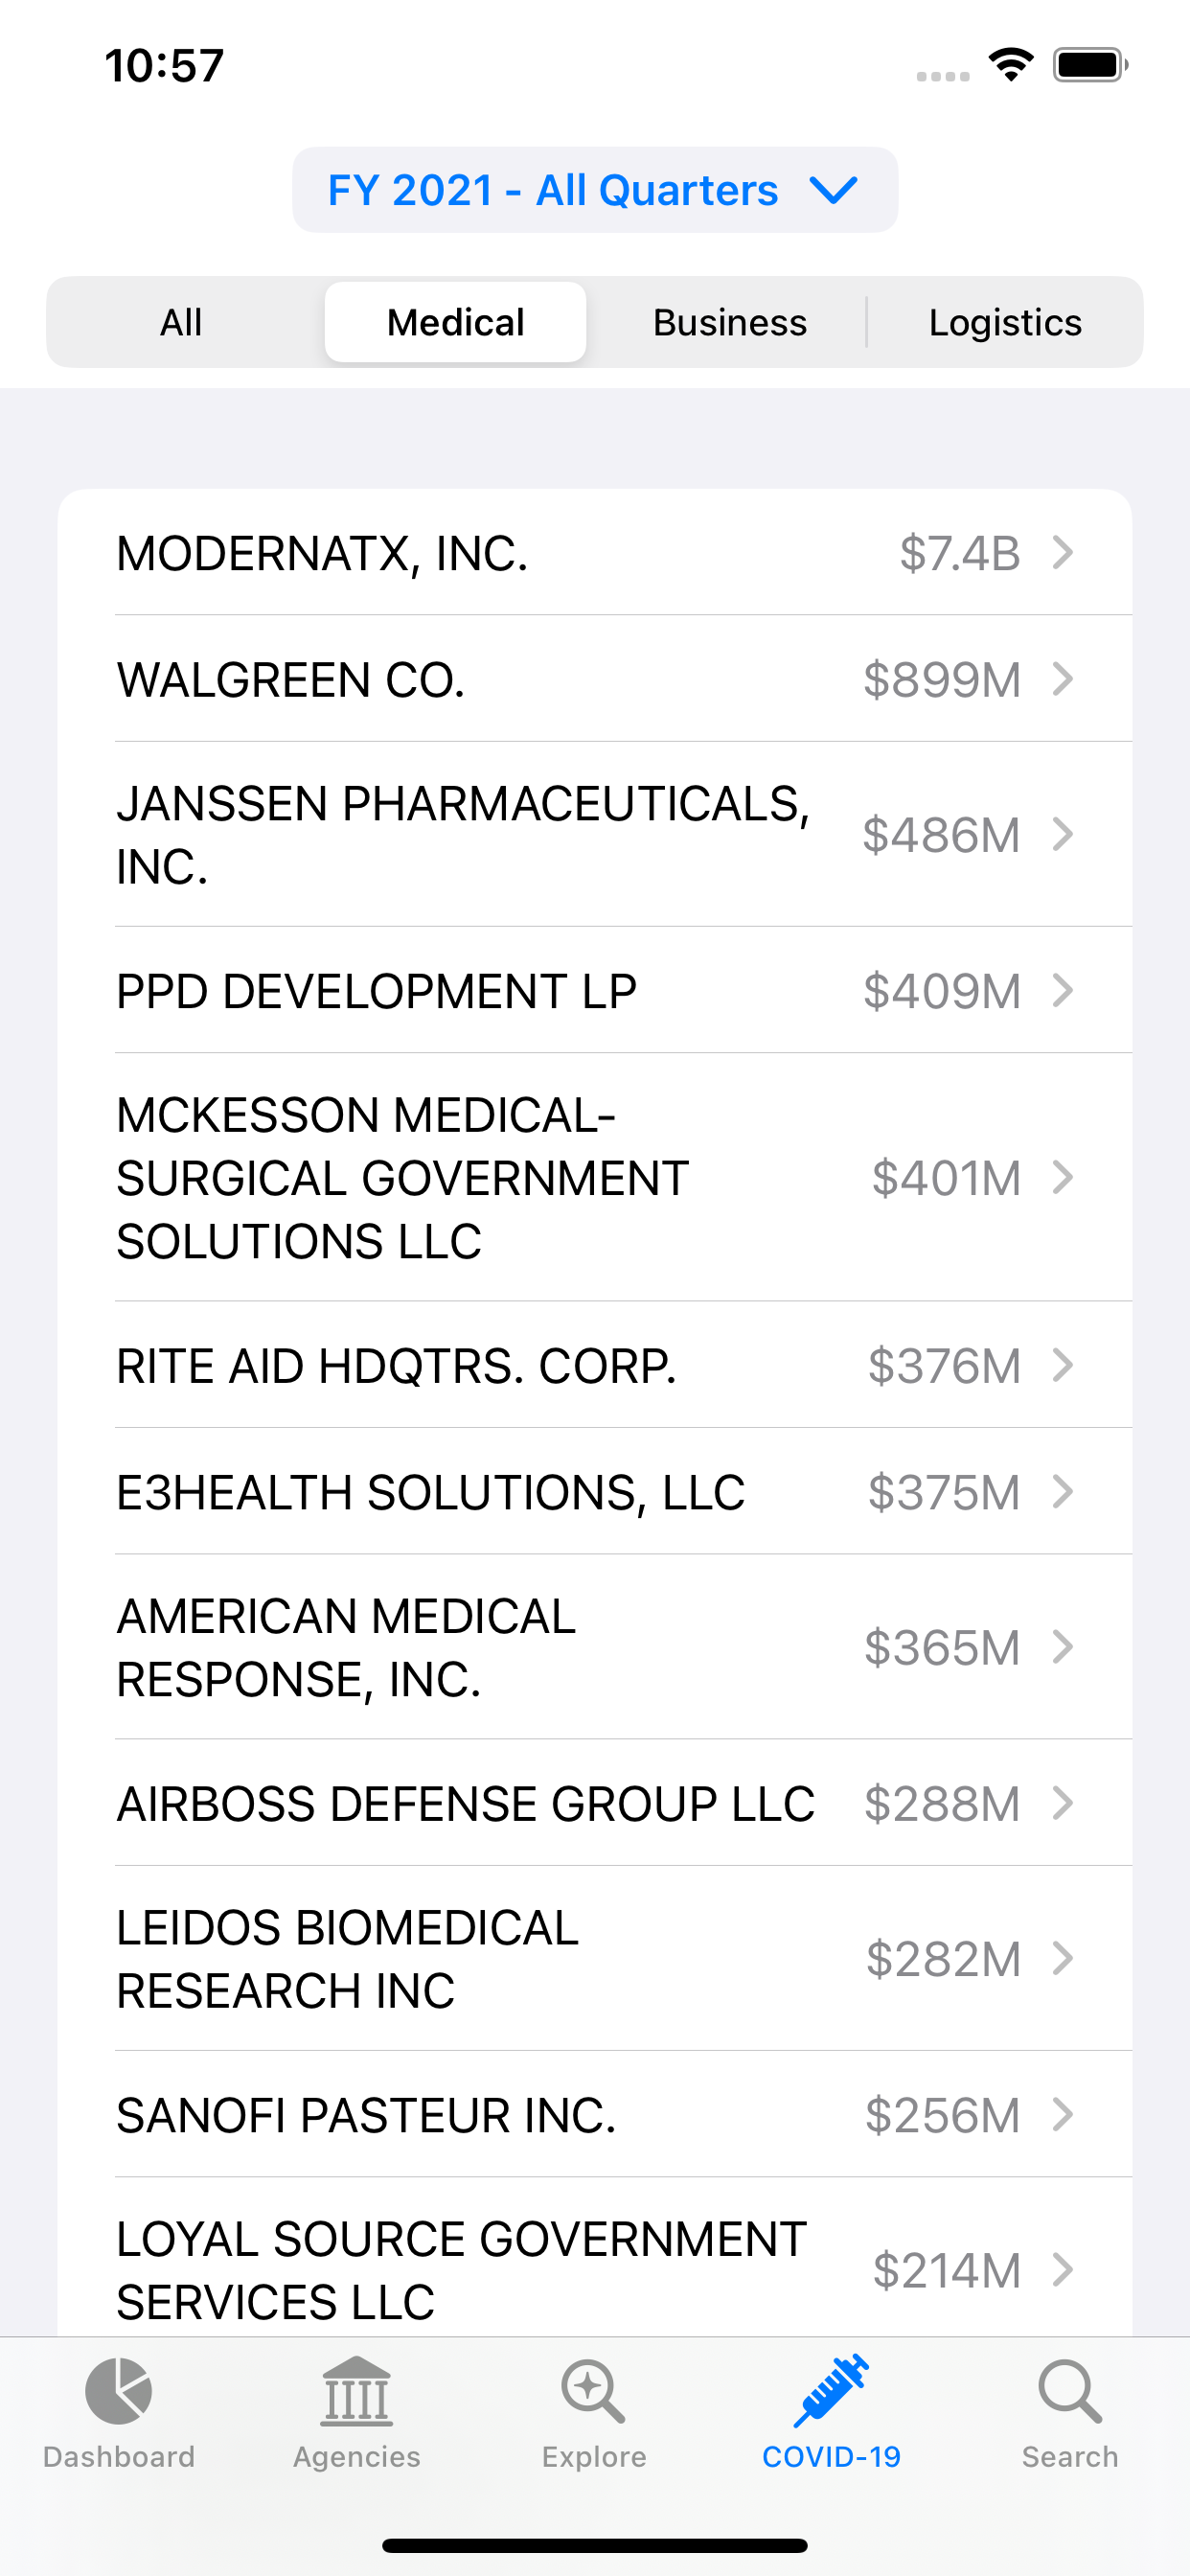 10:57
FY 2021 - All Quarters
All Medical Business Logistics
MODERNATX, INC. $7.4B
WALGREEN CO. $899M
JANSSEN PHARMACEUTICALS,
INC. $486M
PPD DEVELOPMENT LP $409M
MCKESSON MEDICAL-
SURGICAL GOVERNMENT $401M
SOLUTIONS LLC
RITE AID HDQTRS. CORP. $376M
E3HEALTH SOLUTIONS, LLC $375M
AMERICAN MEDICAL
RESPONSE, INC. $365M
AIRBOSS DEFENSE GROUP LLC $288M
LEIDOS BIOMEDICAL
RESEARCH INC $282M
SANOFI PASTEUR INC. $256M
LOYAL SOURCE GOVERNMENT
SERVICES LLC $214M
Dashboard Agencies Explore COVID-19 Search